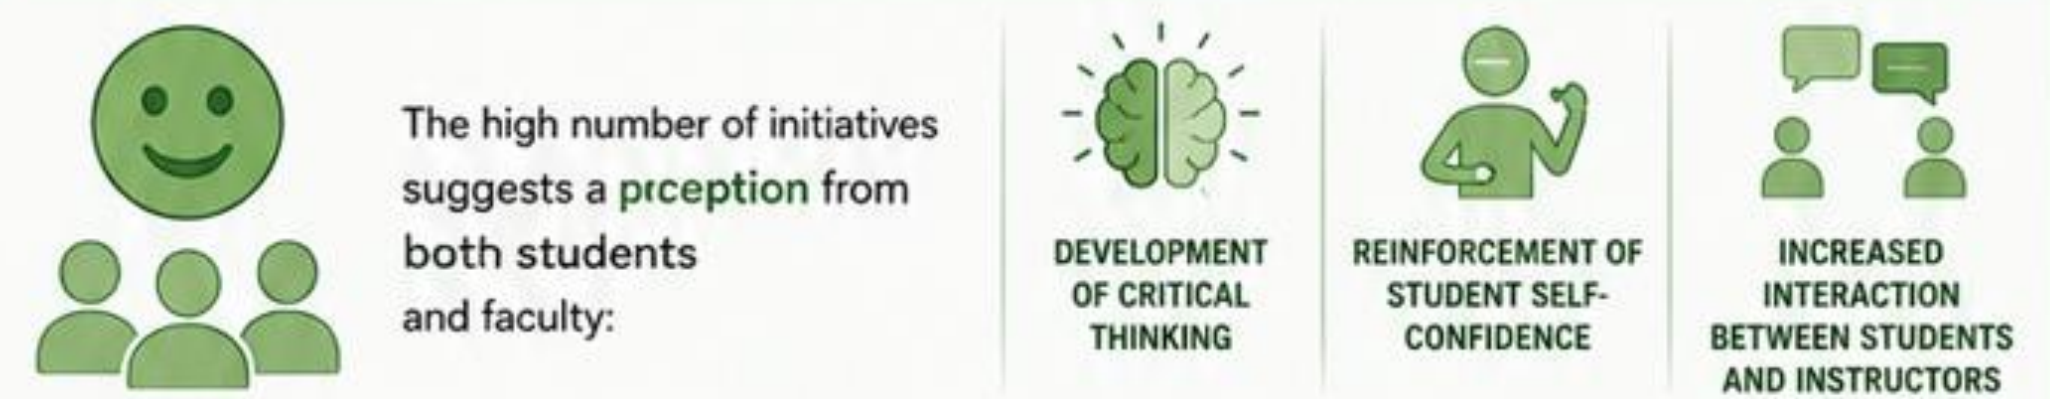 The high number of initiatives
suggests a prception from
both students
and faculty:
DEVELOPMENT
OF CRITICAL
THINKING
REINFORCEMENT OF
STUDENT SELF-
CONFIDENCE
INCREASED
INTERACTION
BETWEEN STUDENTS
AND INSTRUCTORS